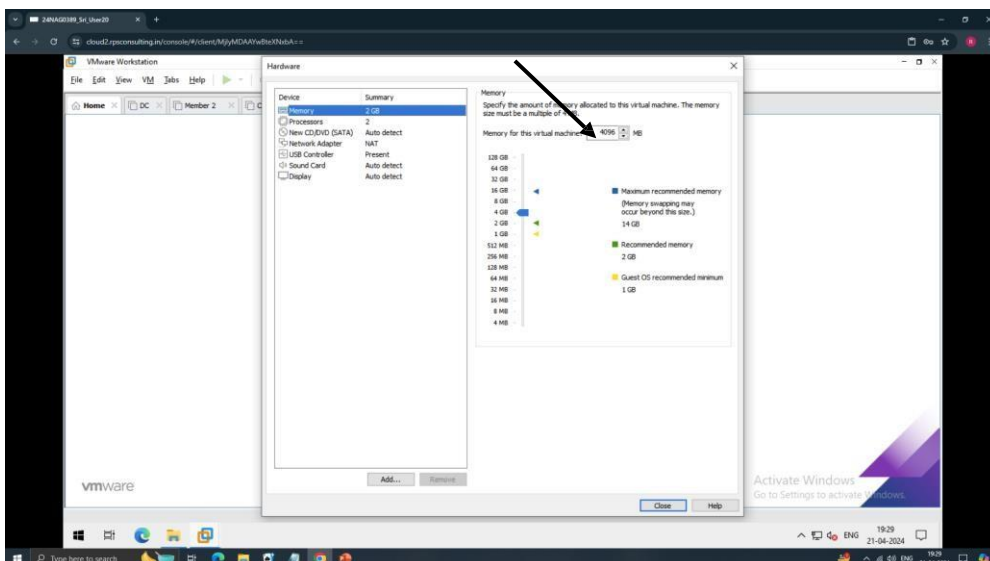 24NAG0389_Sri_User20
VMware Workstation
File Edit View VM Tabs Help
Home DC Member 2
Hardware
Device Summary
Memory 2 GB
Processors 2
New CD/DVD (SATA) Auto detect
Network Adapter NAT
USB Controller Present
Sound Card Auto detect
Display Auto detect
Add... Remove
Memory
Specify the amount of memory allocated to this virtual machine. The memory
size must be a multiple of 4 MB.
Memory for this virtual machine: 4096 MB
128 GB
64 GB
32 GB
16 GB
8 GB
4 GB
2 GB
1 GB
512 MB
256 MB
128 MB
64 MB
32 MB
16 MB
8 MB
4 MB
Maximum recommended memory
(Memory swapping may
occur beyond this size.)
14 GB
Recommended memory
2 GB
Guest OS recommended minimum
1 GB
Close Help
vmware
Activate Windows
Go to Settings to activate Windows.
ENG 19:29
21-04-2024
Type here to search
ENG 19:29